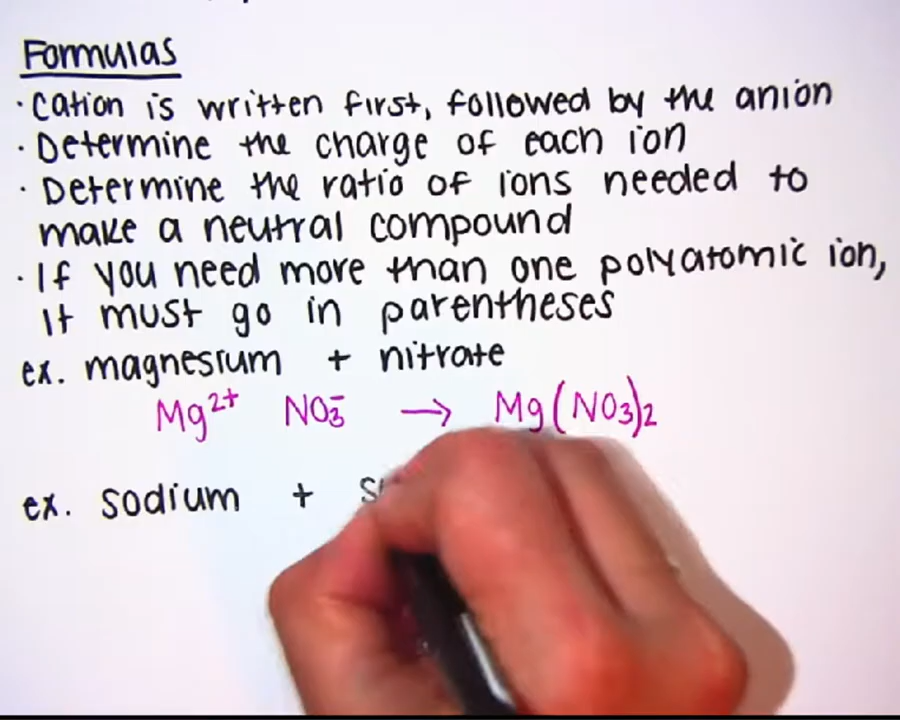 Formulas
· Cation is written first, followed by the anion
· Determine the charge of each ion
· Determine the ratio of ions needed to
make a neutral compound
· If you need more than one polyatomic ion,
it must go in parentheses
ex. magnesium + nitrate
Mg²⁺ NO₃⁻ → Mg(NO₃)₂
ex. sodium +